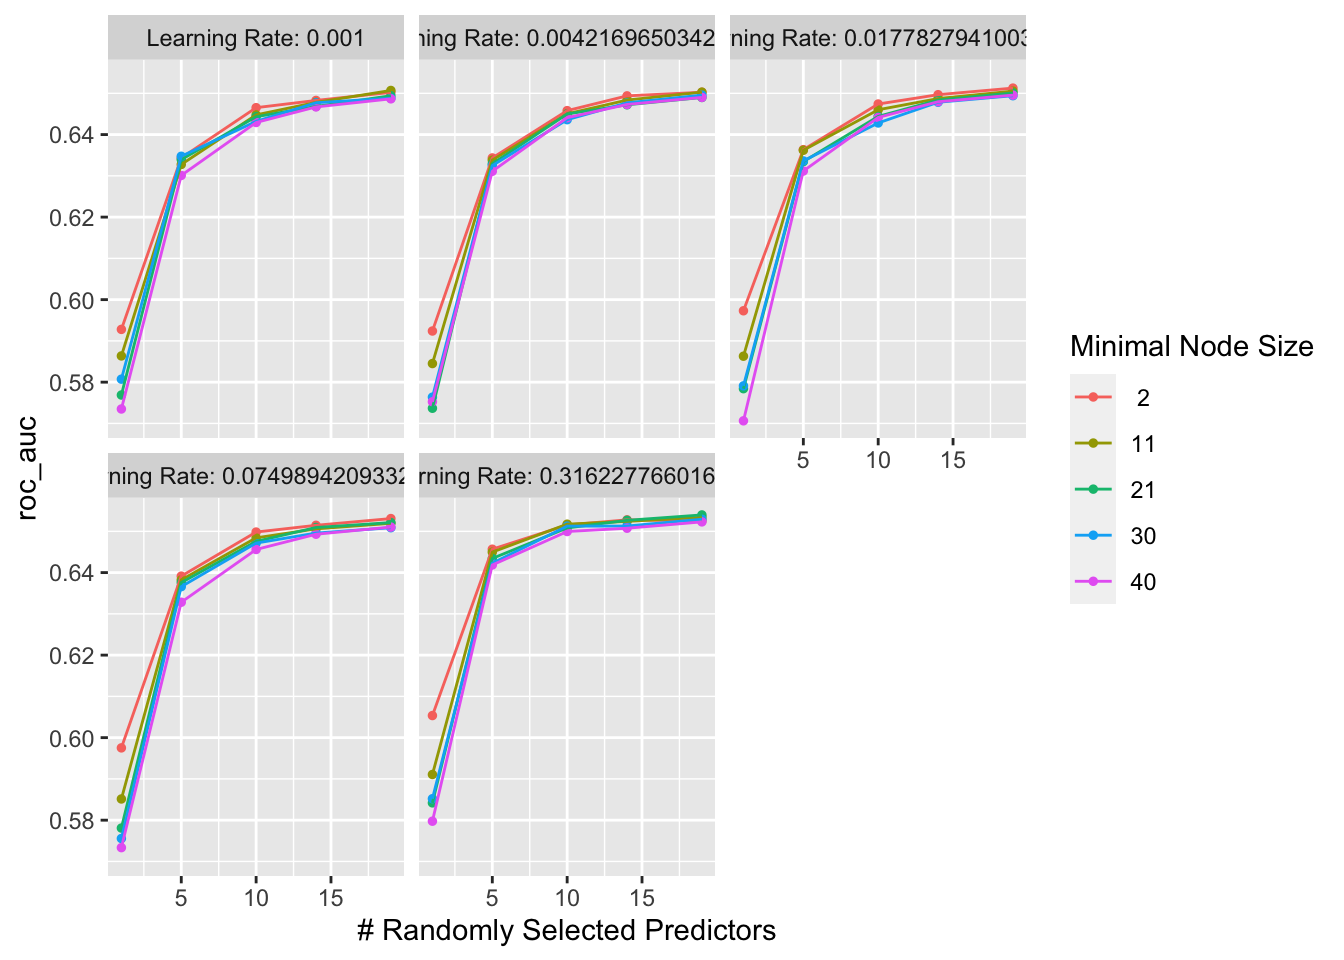 Learning Rate: 0.001
ning Rate: 0.0042169650342
rning Rate: 0.0177827941003
0.64
0.62
0.60
0.58
5 10 15
rning Rate: 0.0749894209332
rning Rate: 0.316227766016
0.64
0.62
0.60
0.58
5 10 15
5 10 15
# Randomly Selected Predictors
roc_auc
Minimal Node Size
2
11
21
30
40